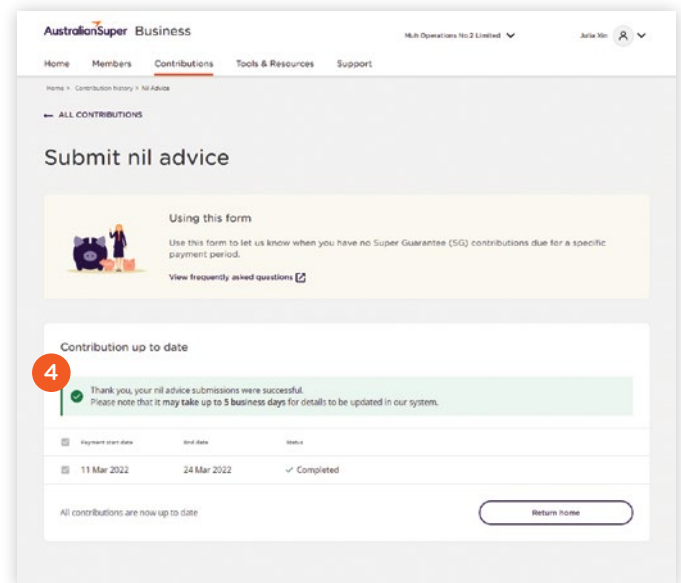 AustralianSuper Business
Muh Operations No.2 Limited
Julia Xin
Home Members Contributions Tools & Resources Support
Home > Contribution history > Nil Advice
← ALL CONTRIBUTIONS
Submit nil advice
Using this form
Use this form to let us know when you have no Super Guarantee (SG) contributions due for a specific
payment period.
View frequently asked questions
Contribution up to date
4
Thank you, your nil advice submissions were successful.
Please note that it may take up to 5 business days for details to be updated in our system.
Payment start date End date Status
11 Mar 2022 24 Mar 2022 Completed
All contributions are now up to date
Return home